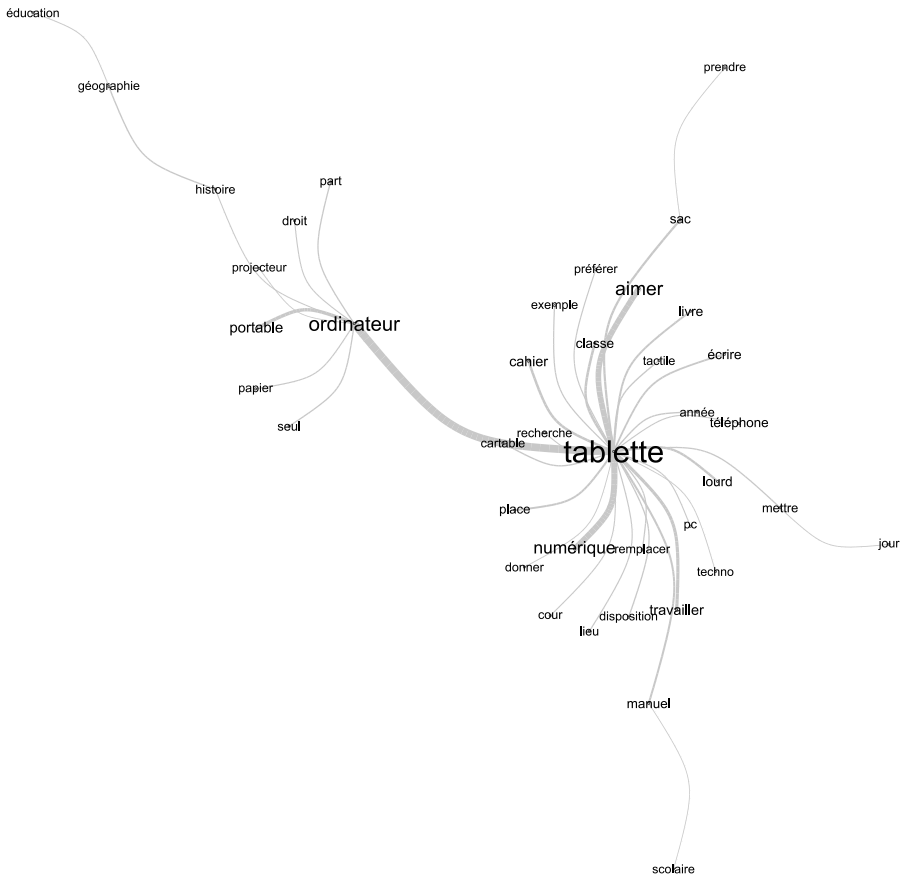 éducation
prendre
géographie
part
histoire
droit
sac
projecteur
préférer
aimer
exemple
livre
portable
ordinateur
classe
écrire
cahier
tactile
papier
année
téléphone
seul
recherche
cartable
tablette
lourd
place
mettre
pc
jour
numérique
remplacer
donner
techno
cour
disposition
travailler
lieu
manuel
scolaire